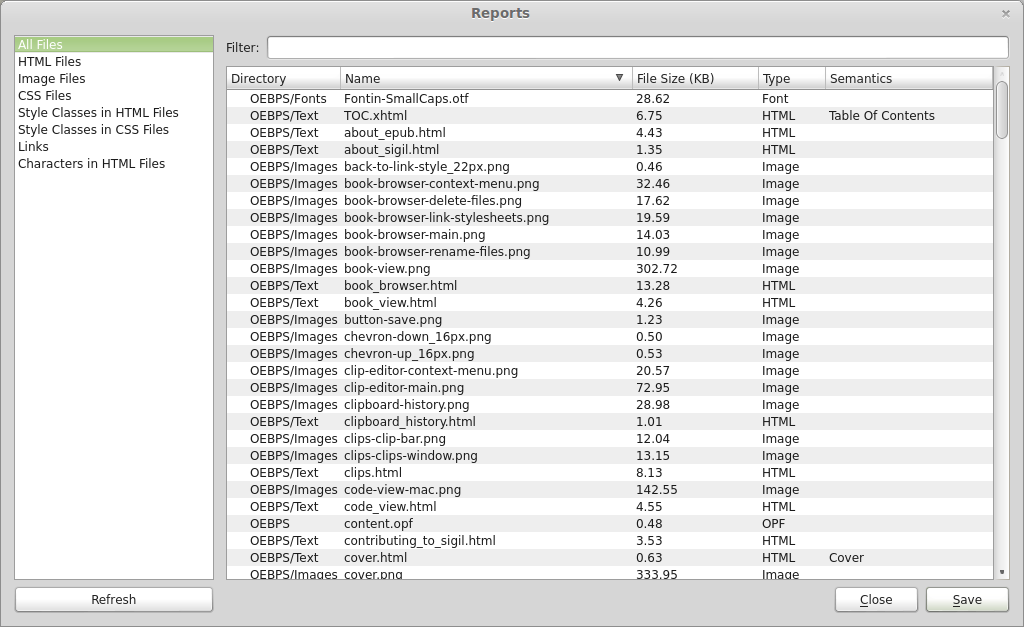 Reports
All Files
HTML Files
Image Files
CSS Files
Style Classes in HTML Files
Style Classes in CSS Files
Links
Characters in HTML Files
Refresh
Filter:
Directory Name File Size (KB) Type Semantics
OEBPS/Fonts Fontin-SmallCaps.otf 28.62 Font
OEBPS/Text TOC.xhtml 6.75 HTML Table Of Contents
OEBPS/Text about_epub.html 4.43 HTML
OEBPS/Text about_sigil.html 1.35 HTML
OEBPS/Images back-to-link-style_22px.png 0.46 Image
OEBPS/Images book-browser-context-menu.png 32.46 Image
OEBPS/Images book-browser-delete-files.png 17.62 Image
OEBPS/Images book-browser-link-stylesheets.png 19.59 Image
OEBPS/Images book-browser-main.png 14.03 Image
OEBPS/Images book-browser-rename-files.png 10.99 Image
OEBPS/Images book-view.png 302.72 Image
OEBPS/Text book_browser.html 13.28 HTML
OEBPS/Text book_view.html 4.26 HTML
OEBPS/Images button-save.png 1.23 Image
OEBPS/Images chevron-down_16px.png 0.50 Image
OEBPS/Images chevron-up_16px.png 0.53 Image
OEBPS/Images clip-editor-context-menu.png 20.57 Image
OEBPS/Images clip-editor-main.png 72.95 Image
OEBPS/Images clipboard-history.png 28.98 Image
OEBPS/Text clipboard_history.html 1.01 HTML
OEBPS/Images clips-clip-bar.png 12.04 Image
OEBPS/Images clips-clips-window.png 13.15 Image
OEBPS/Text clips.html 8.13 HTML
OEBPS/Images code-view-mac.png 142.55 Image
OEBPS/Text code_view.html 4.55 HTML
OEBPS content.opf 0.48 OPF
OEBPS/Text contributing_to_sigil.html 3.53 HTML
OEBPS/Text cover.html 0.63 HTML Cover
OEBPS/Images cover.png 333.95 Image
Close Save